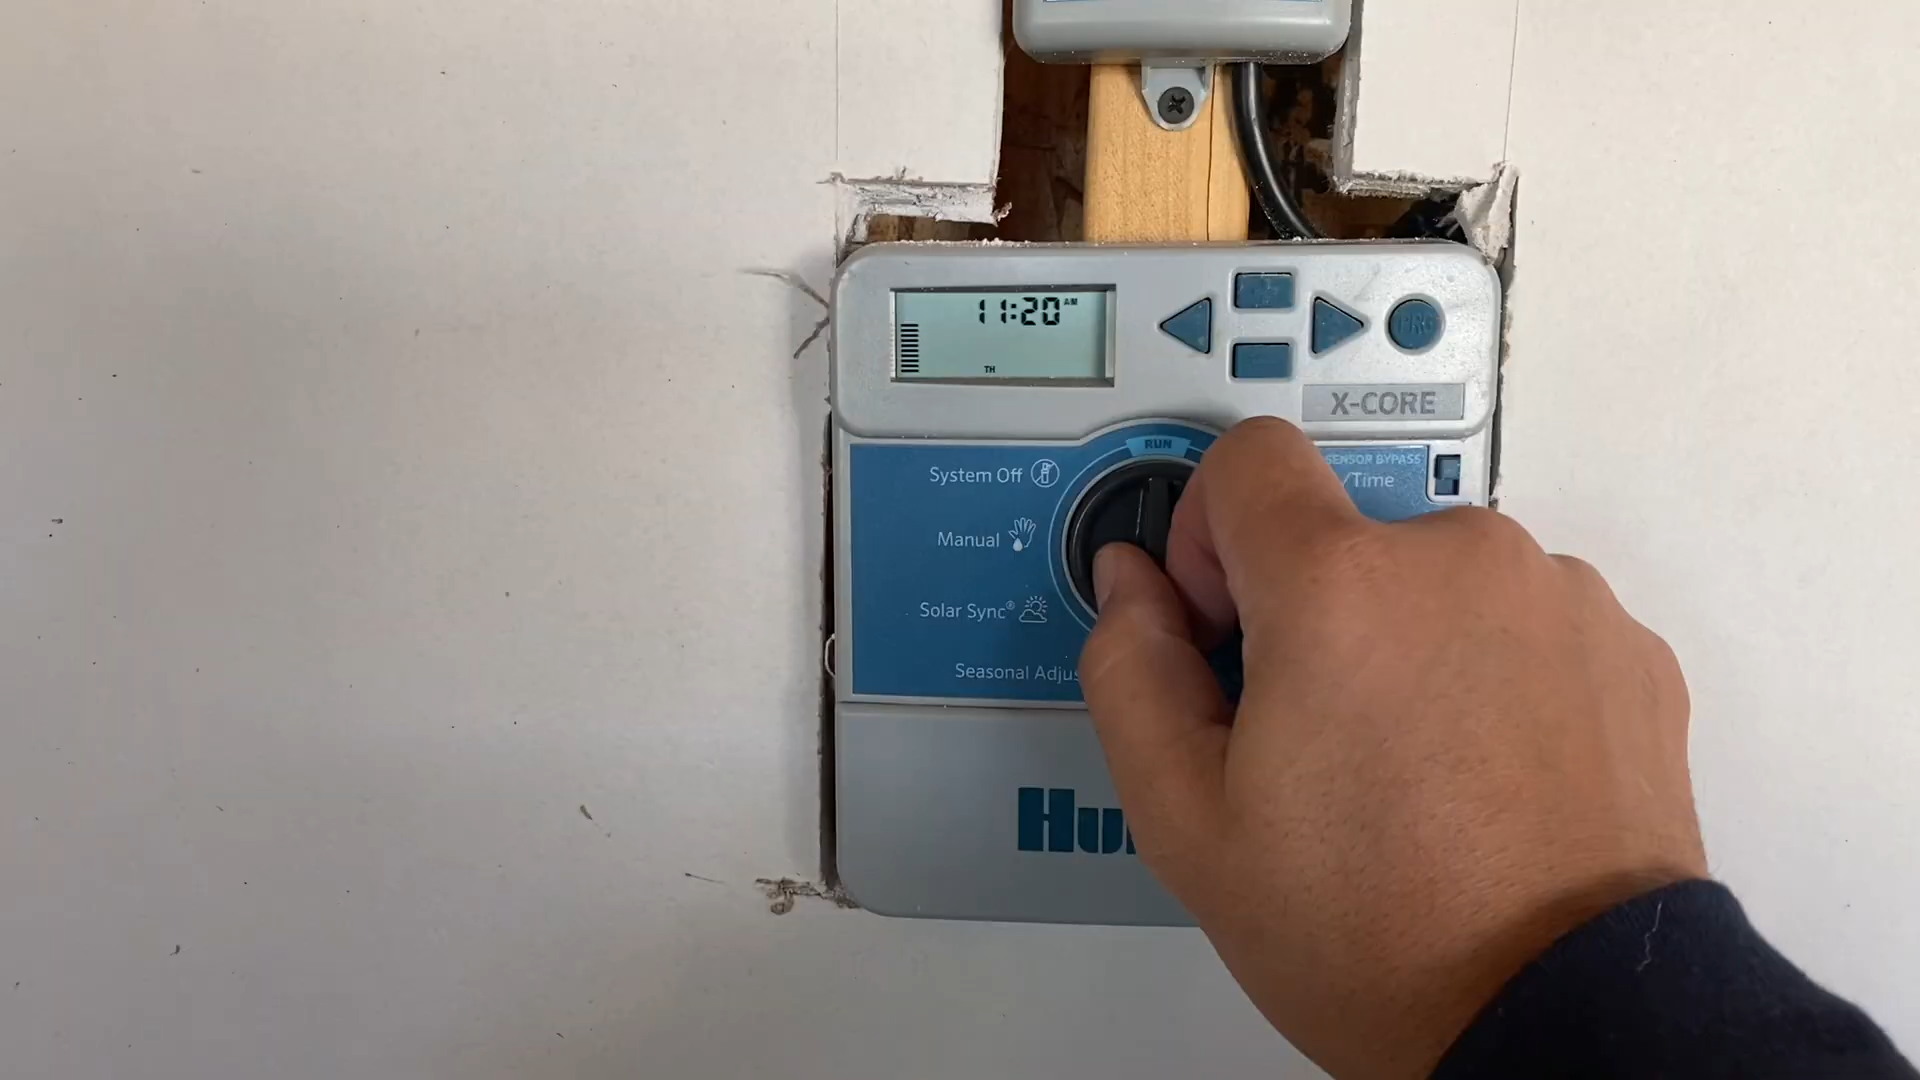 11:20 AM
TH
PRG
X-CORE
RUN
System Off
SENSOR BYPASS
/Time
Manual
Solar Sync®
Seasonal Adjus
Hu